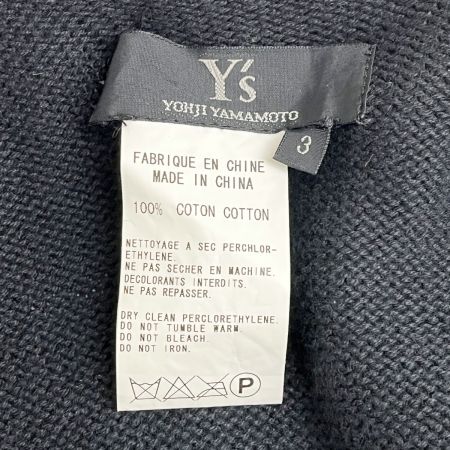 Y's
YOHJI YAMAMOTO
3
FABRIQUE EN CHINE
MADE IN CHINA
100% COTON COTTON
NETTOYAGE A SEC PERCHLOR-
ETHYLENE.
NE PAS SECHER EN MACHINE.
DECOLORANTS INTERDITS.
NE PAS REPASSER.
DRY CLEAN PERCLORETHYLENE.
DO NOT TUMBLE WARM.
DO NOT BLEACH.
DO NOT IRON.
P